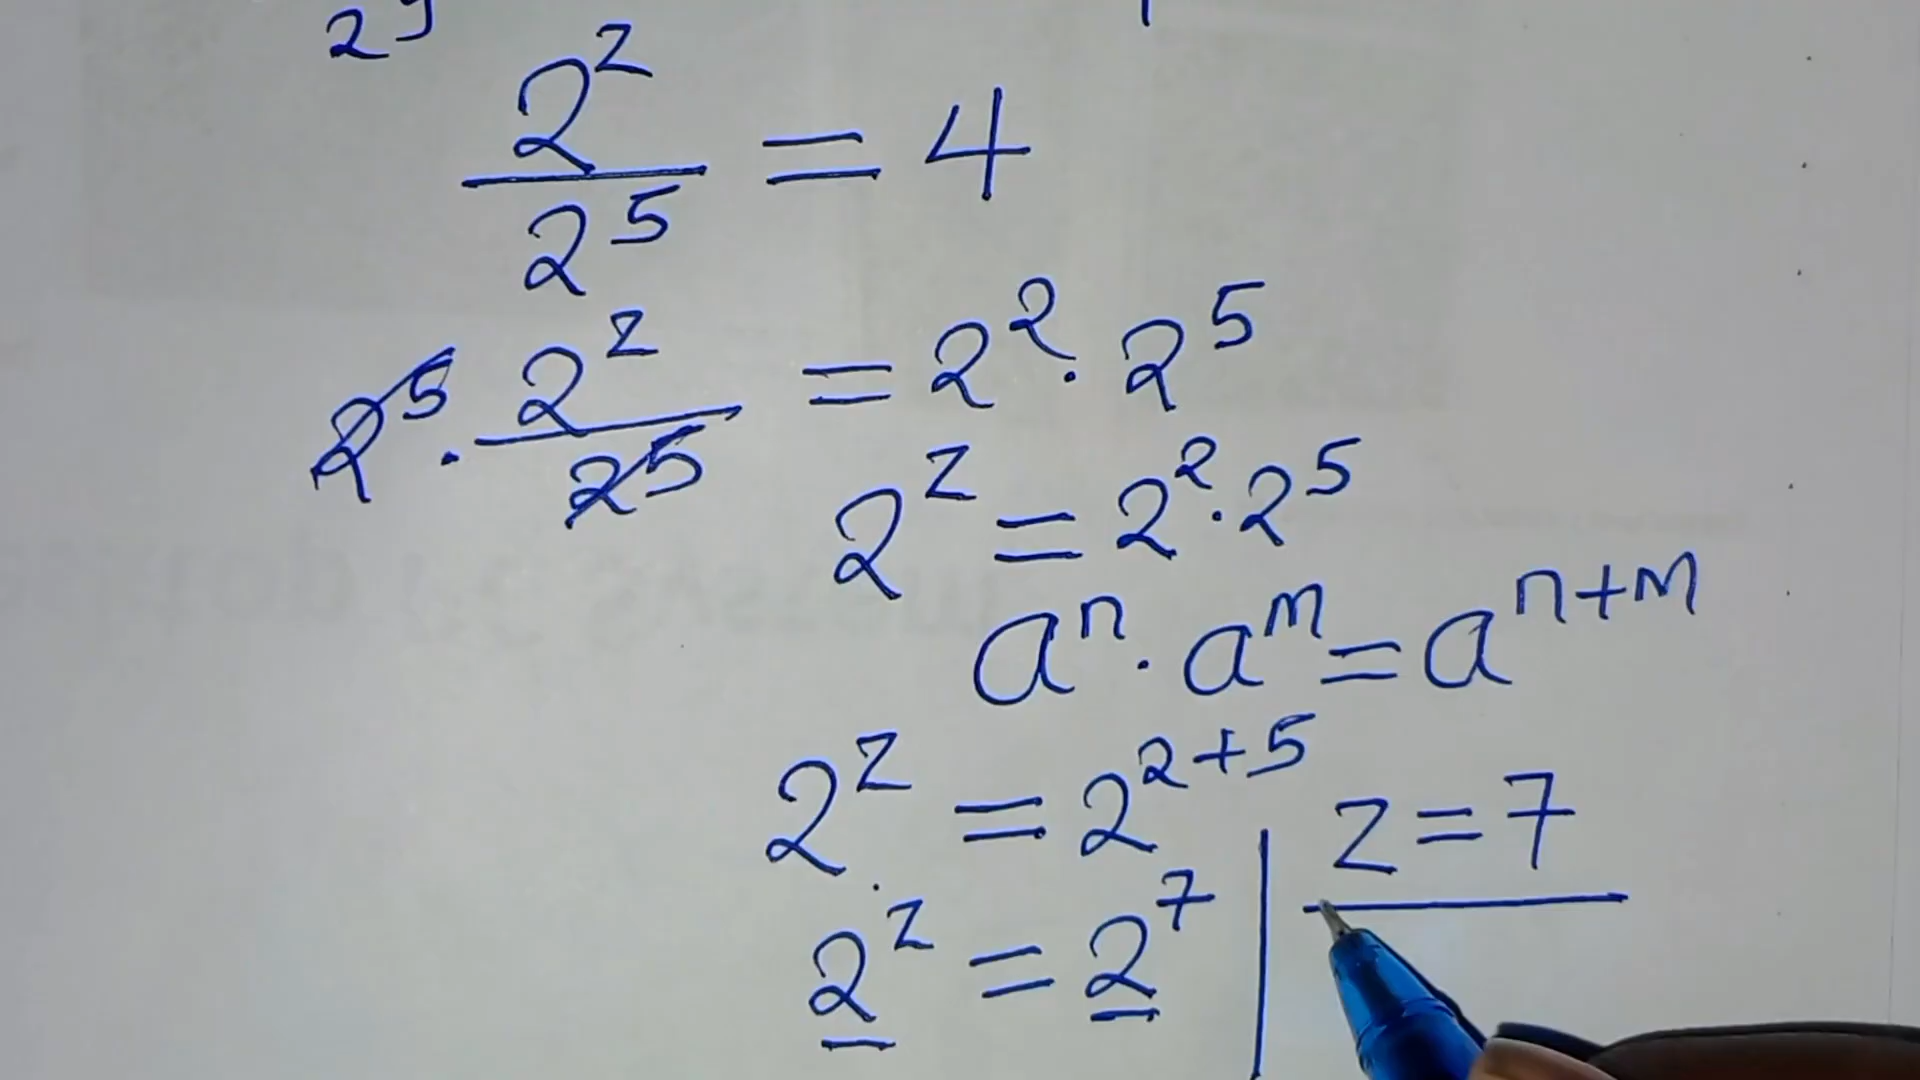 2^y
2^z / 2^5 = 4
2^5 · 2^z / 2^5 = 2^2 · 2^5
2^z = 2^2 · 2^5
a^n · a^m = a^{n+m}
2^z = 2^{2+5}
z = 7
2^z = 2^7